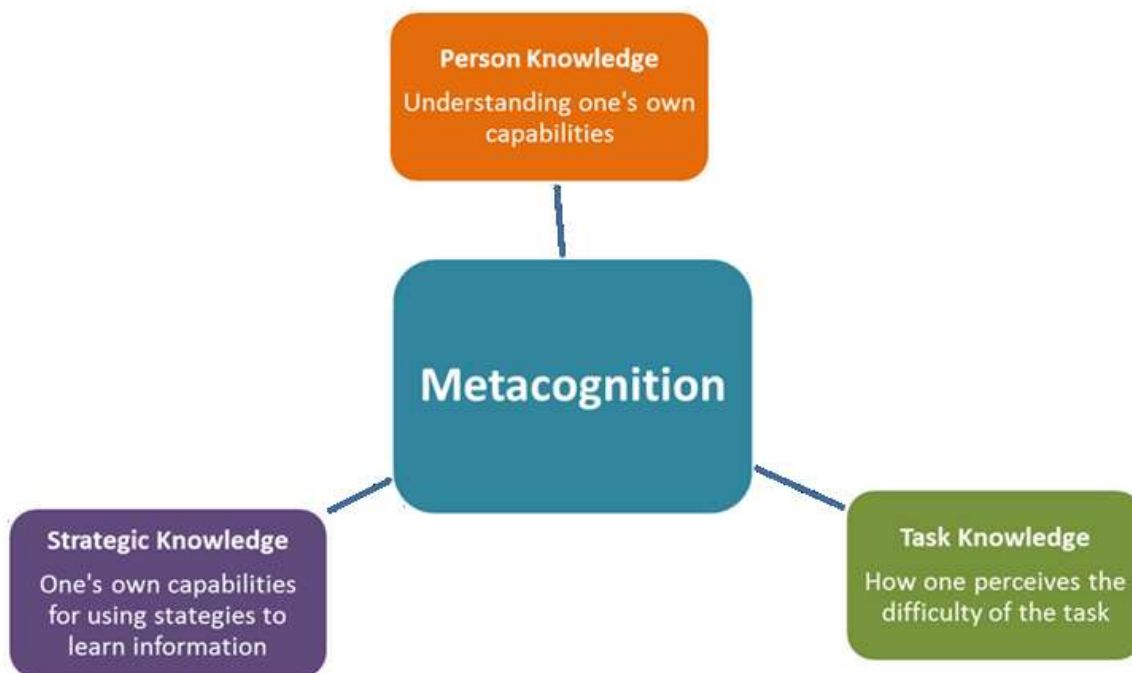 Person Knowledge
Understanding one's own
capabilities
Metacognition
Strategic Knowledge
One's own capabilities
for using stategies to
learn information
Task Knowledge
How one perceives the
difficulty of the task